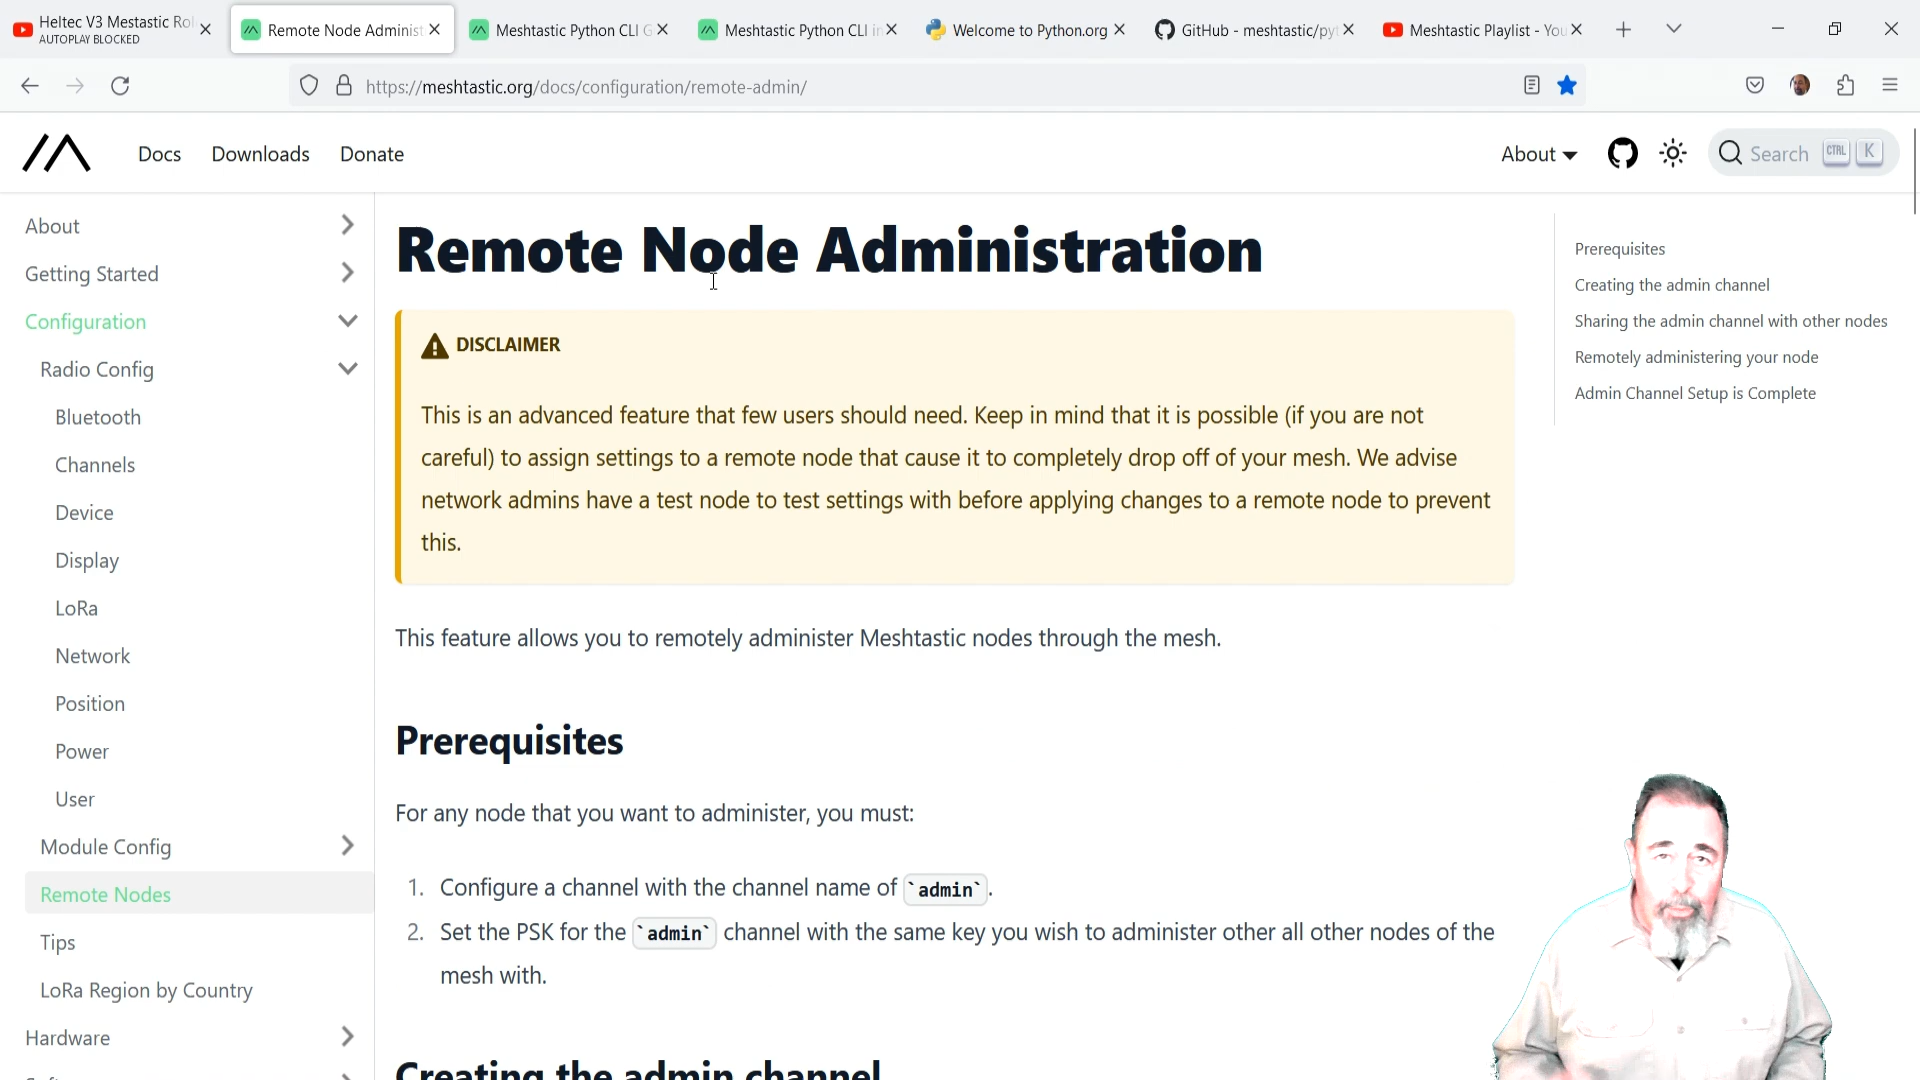 Heltec V3 Mestastic Rol
AUTOPLAY BLOCKED
Remote Node Administ
Meshtastic Python CLI G
Meshtastic Python CLI in
Welcome to Python.org
GitHub - meshtastic/pyt
Meshtastic Playlist - You
https://meshtastic.org/docs/configuration/remote-admin/
Docs
Downloads
Donate
About
Search
CTRL
K
About
Getting Started
Configuration
Radio Config
Bluetooth
Channels
Device
Display
LoRa
Network
Position
Power
User
Module Config
Remote Nodes
Tips
LoRa Region by Country
Hardware
Remote Node Administration
DISCLAIMER
This is an advanced feature that few users should need. Keep in mind that it is possible (if you are not
careful) to assign settings to a remote node that cause it to completely drop off of your mesh. We advise
network admins have a test node to test settings with before applying changes to a remote node to prevent
this.
This feature allows you to remotely administer Meshtastic nodes through the mesh.
Prerequisites
For any node that you want to administer, you must:
1. Configure a channel with the channel name of `admin`.
2. Set the PSK for the `admin` channel with the same key you wish to administer other all other nodes of the
mesh with.
Creating the admin channel
Prerequisites
Creating the admin channel
Sharing the admin channel with other nodes
Remotely administering your node
Admin Channel Setup is Complete